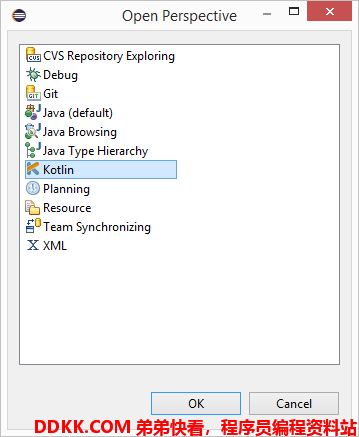 Open Perspective
CVS Repository Exploring
Debug
Git
Java (default)
Java Browsing
Java Type Hierarchy
Kotlin
Planning
Resource
Team Synchronizing
XML
OK
Cancel
DDKK.COM 弟弟快看，程序员编程资料站